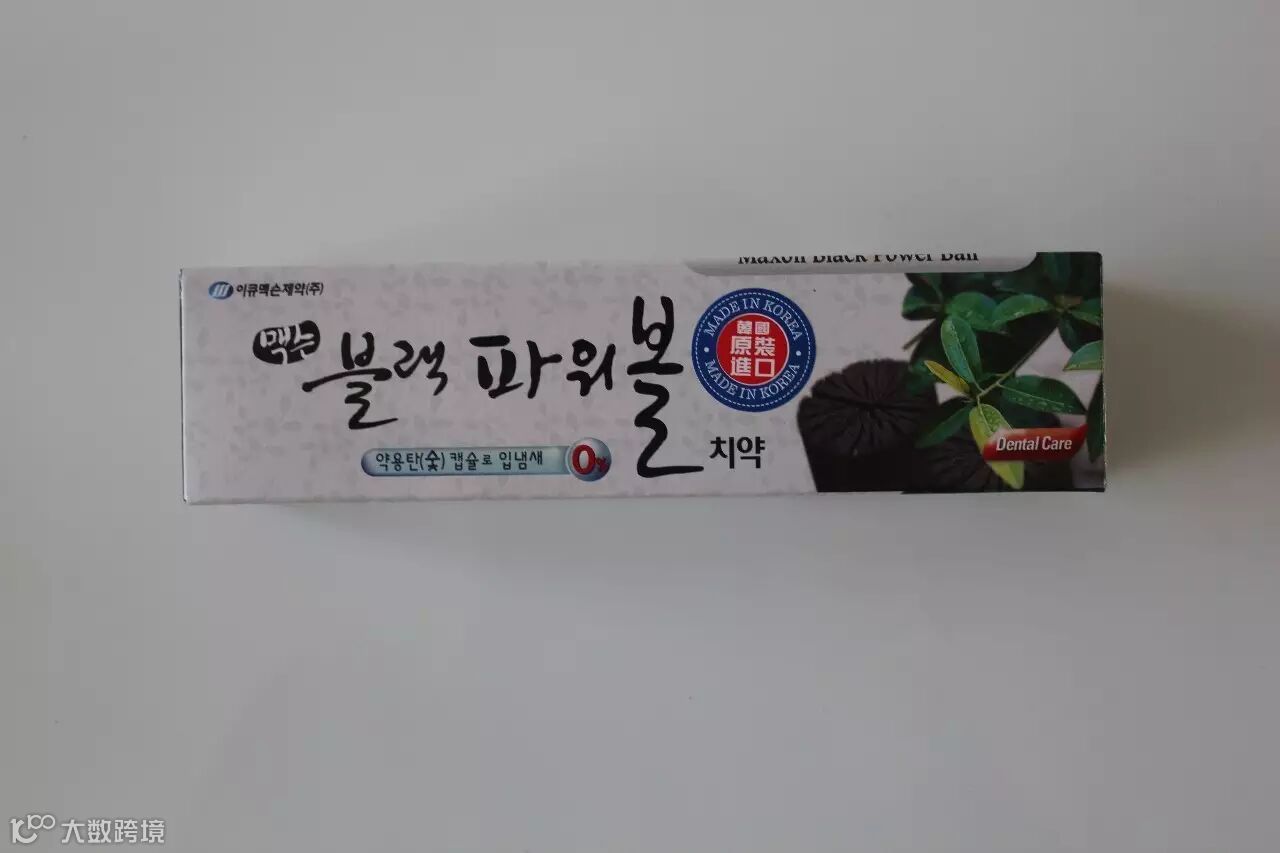 Maxon Black Power Ball
이큐맥슨제약(주)
맥슨
블랙 파워볼
치약
약용탄(숯) 캡슐로 입냄새 0%
MADE IN KOREA
韓國
原裝
進口
MADE IN KOREA
Dental Care
大数跨境